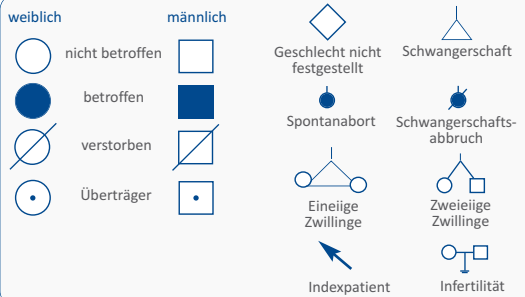 weiblich
männlich
nicht betroffen
betroffen
verstorben
Überträger
Geschlecht nicht
festgestellt
Schwangerschaft
Spontanabort
Schwangerschafts-
abbruch
Eineiige
Zwillinge
Zweieiige
Zwillinge
Indexpatient
Infertilität